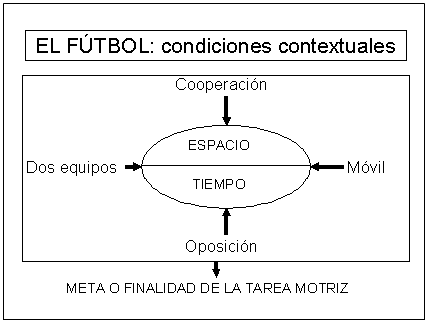 EL FÚTBOL: condiciones contextuales
Cooperación
ESPACIO
Dos equipos
Móvil
TIEMPO
Oposición
META O FINALIDAD DE LA TAREA MOTRIZ